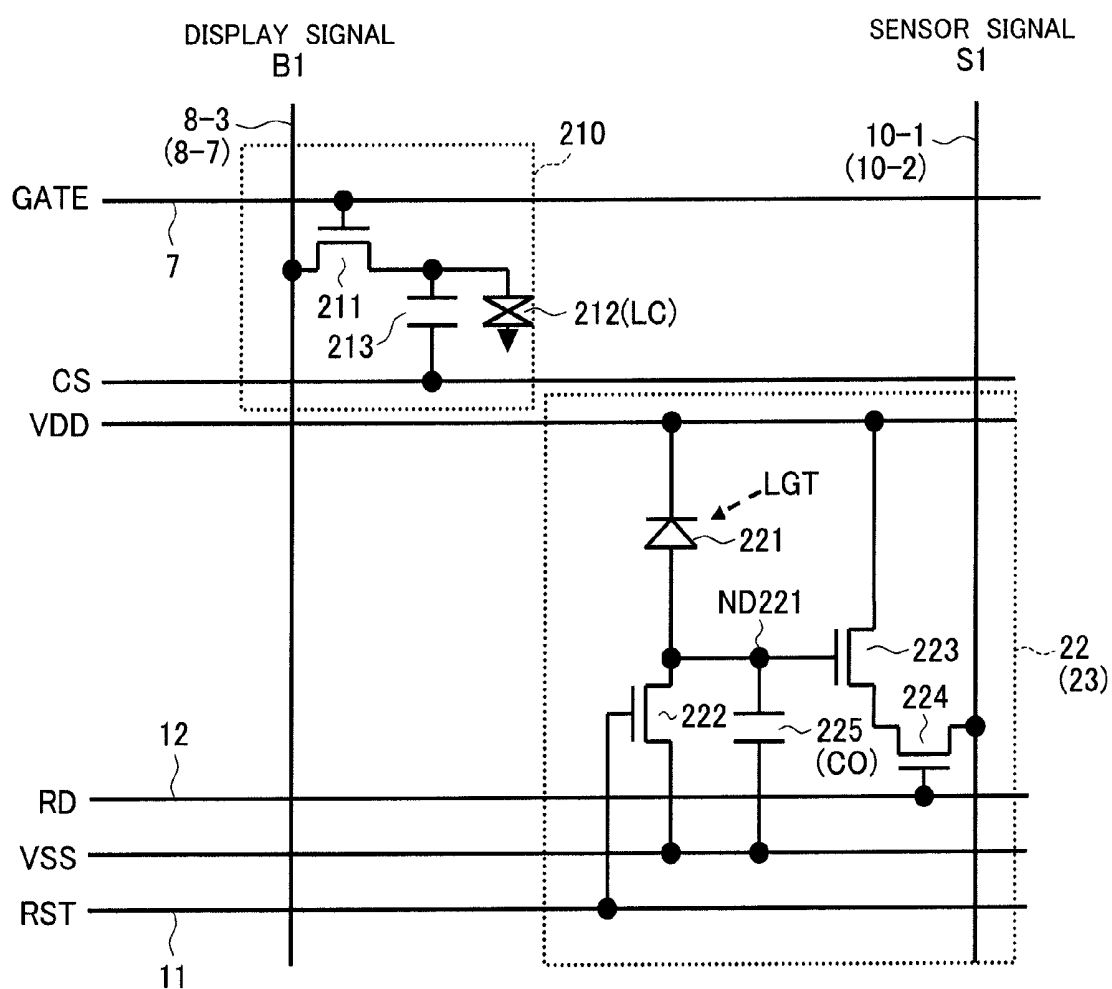 DISPLAY SIGNAL
B1
SENSOR SIGNAL
S1
8-3
(8-7)
210
10-1
(10-2)
GATE
7
211
213
212(LC)
CS
VDD
LGT
221
ND221
223
22
(23)
222
224
225
(CO)
12
RD
VSS
RST
11